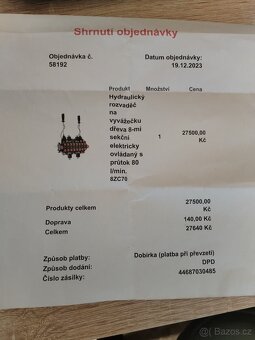 Shrnutí objednávky
Objednávka č.
58192
Datum objednávky:
19.12.2023
Produkt Množství Cena
Hydraulický
rozvaděč
na
vyvážečku
dřeva 8-mi
sekční
elektricky
ovládaný s
průtok 80
l/min.
8ZC70
1
27500,00
Kč
Produkty celkem
27500,00
Kč
Doprava
140,00 Kč
Celkem
27640 Kč
Způsob platby:
Dobírka (platba při převzetí)
Způsob dodání:
DPD
Číslo zásilky:
44687030485
sbazar.cz